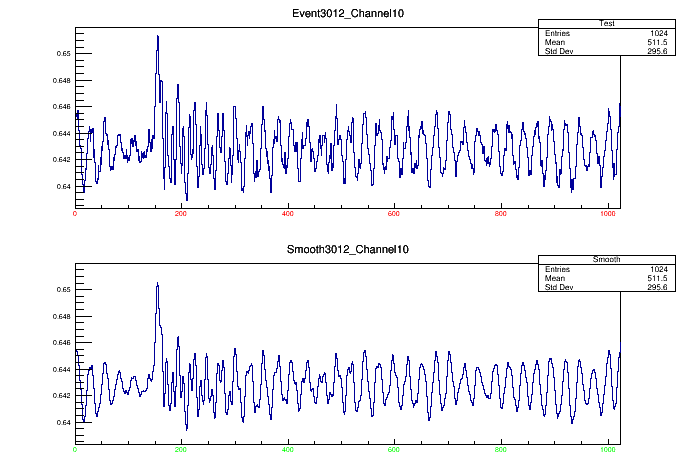 Event3012_Channel10
Test
Entries 1024
Mean 511.5
Std Dev 295.6
0.65
0.648
0.646
0.644
0.642
0.64
0 200 400 600 800 1000
Smooth3012_Channel10
Smooth
Entries 1024
Mean 511.5
Std Dev 295.6
0.65
0.648
0.646
0.644
0.642
0.64
0 200 400 600 800 1000